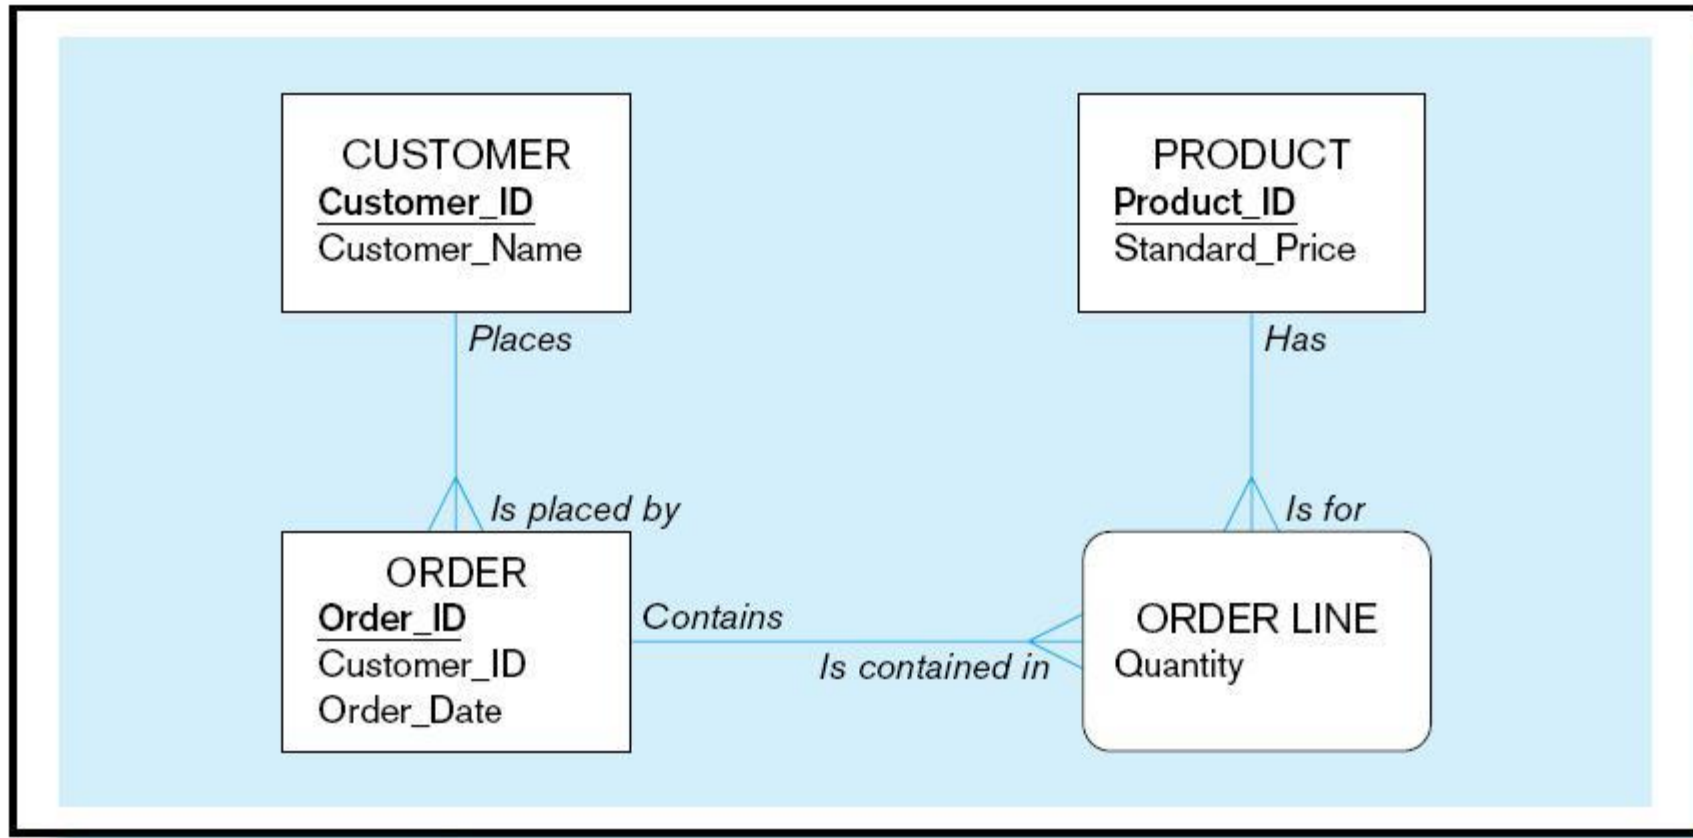 CUSTOMER
Customer_ID
Customer_Name
PRODUCT
Product_ID
Standard_Price
Places
Has
Is placed by
Is for
ORDER
Order_ID
Customer_ID
Order_Date
Contains
Is contained in
ORDER LINE
Quantity